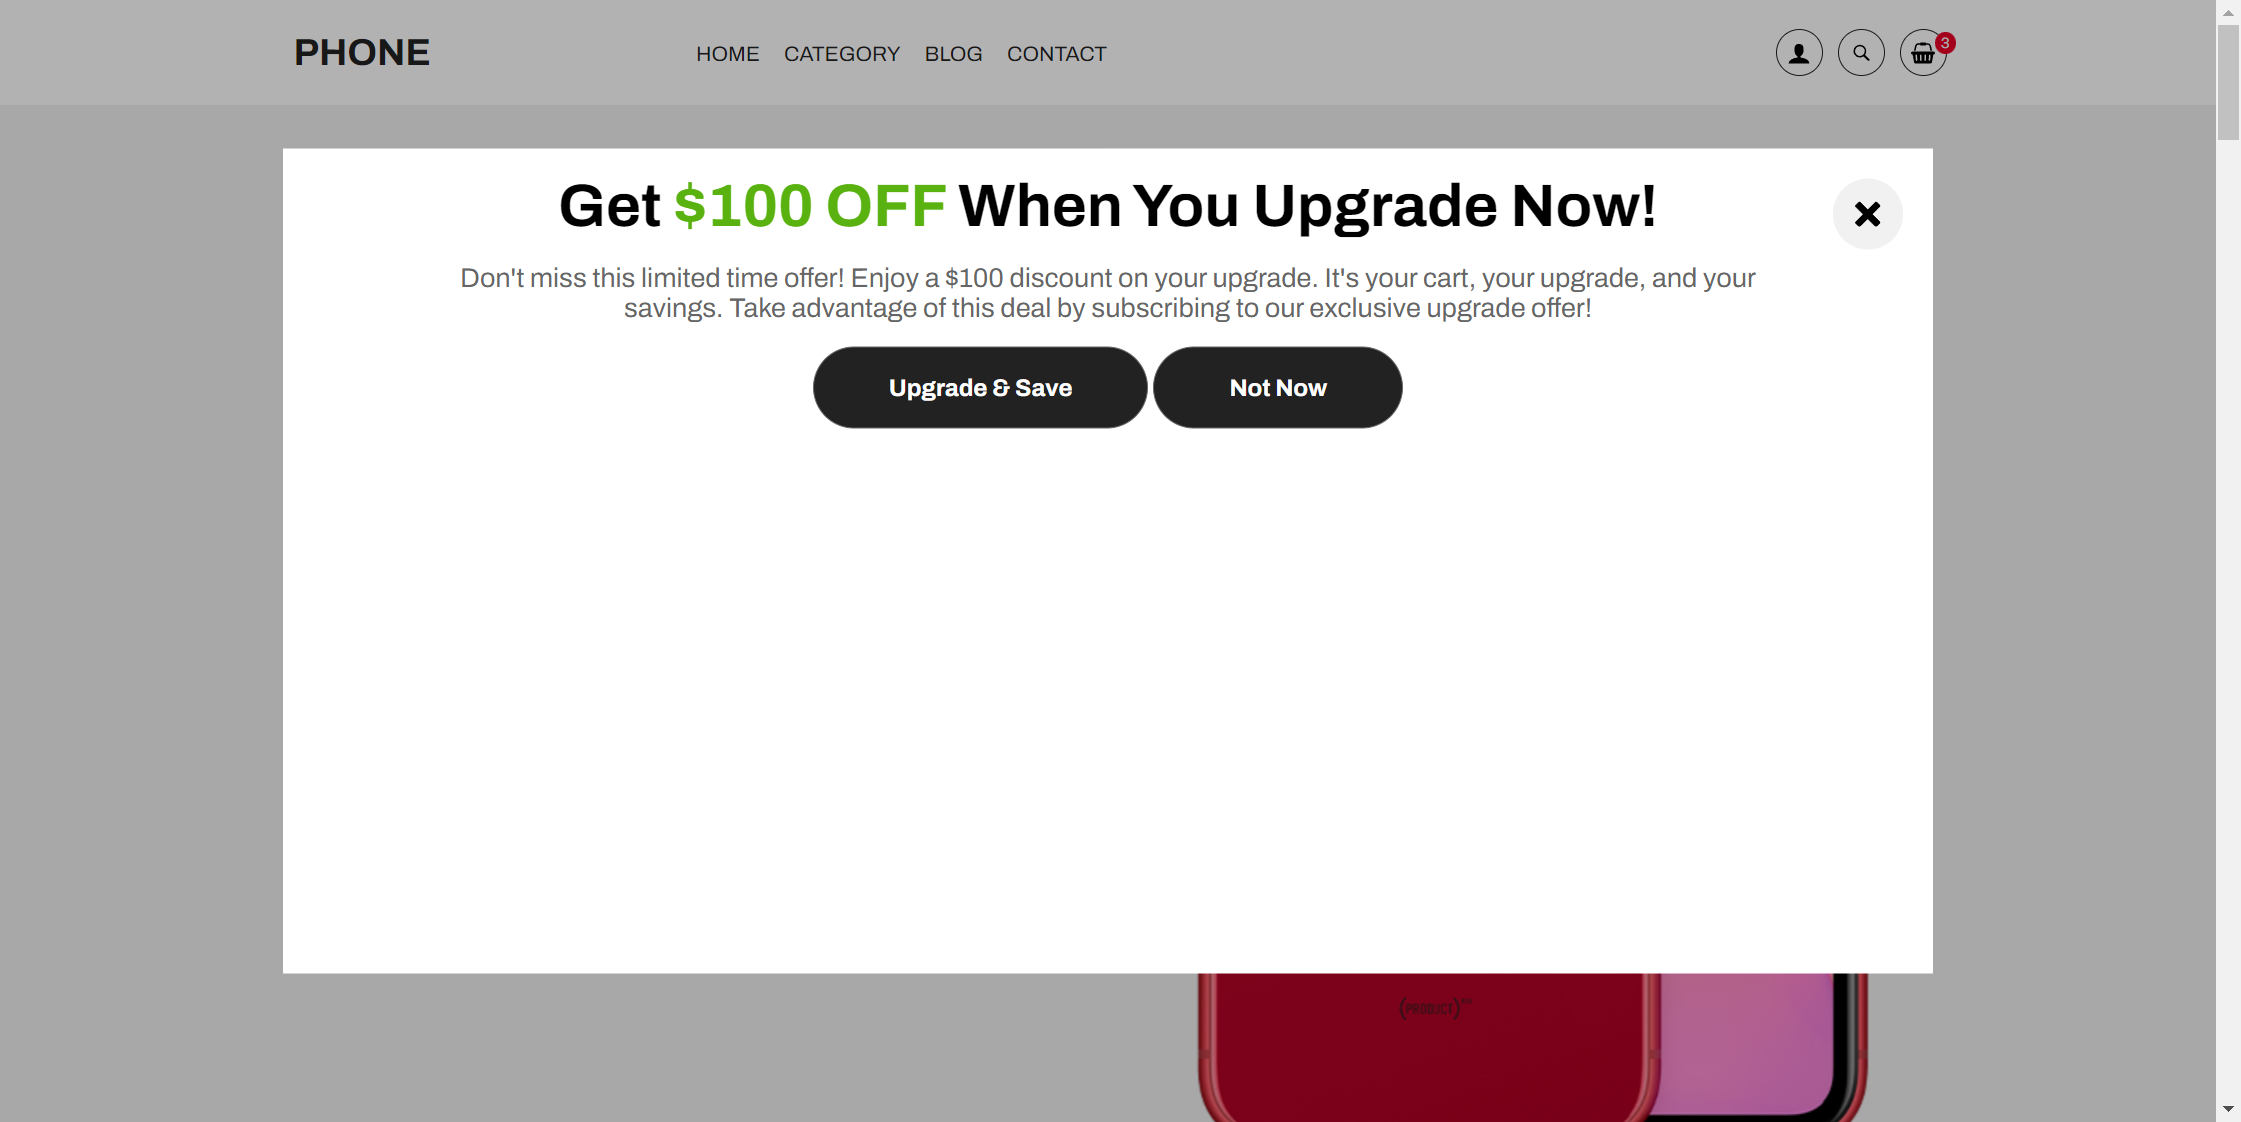 PHONE
HOME CATEGORY BLOG CONTACT
3
Get $100 OFF When You Upgrade Now!
Don't miss this limited time offer! Enjoy a $100 discount on your upgrade. It's your cart, your upgrade, and your
savings. Take advantage of this deal by subscribing to our exclusive upgrade offer!
Upgrade & Save
Not Now
(PRODUCT)